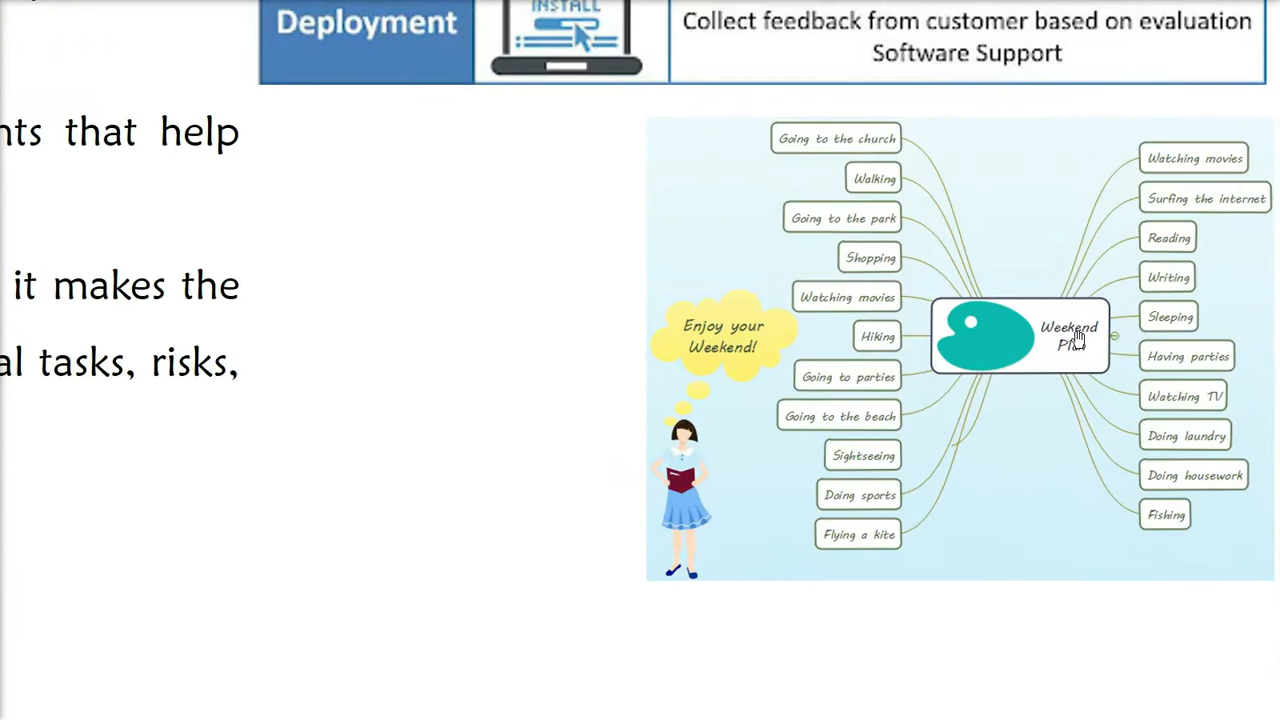 INSTALL
Deployment
Collect feedback from customer based on evaluation
Software Support
that help
it makes the
tasks, risks,
Going to the church
Walking
Going to the park
Shopping
Watching movies
Hiking
Going to parties
Going to the beach
Sightseeing
Doing sports
Flying a kite
Enjoy your
Weekend!
Weekend
Watching movies
Surfing the internet
Reading
Writing
Sleeping
Having parties
Watching TV
Doing laundry
Doing housework
Fishing